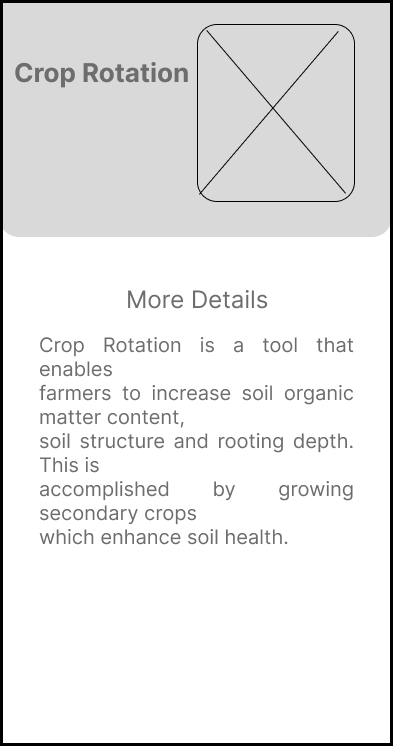 Crop Rotation
More Details
Crop Rotation is a tool that
enables
farmers to increase soil organic
matter content,
soil structure and rooting depth.
This is
accomplished by growing
secondary crops
which enhance soil health.